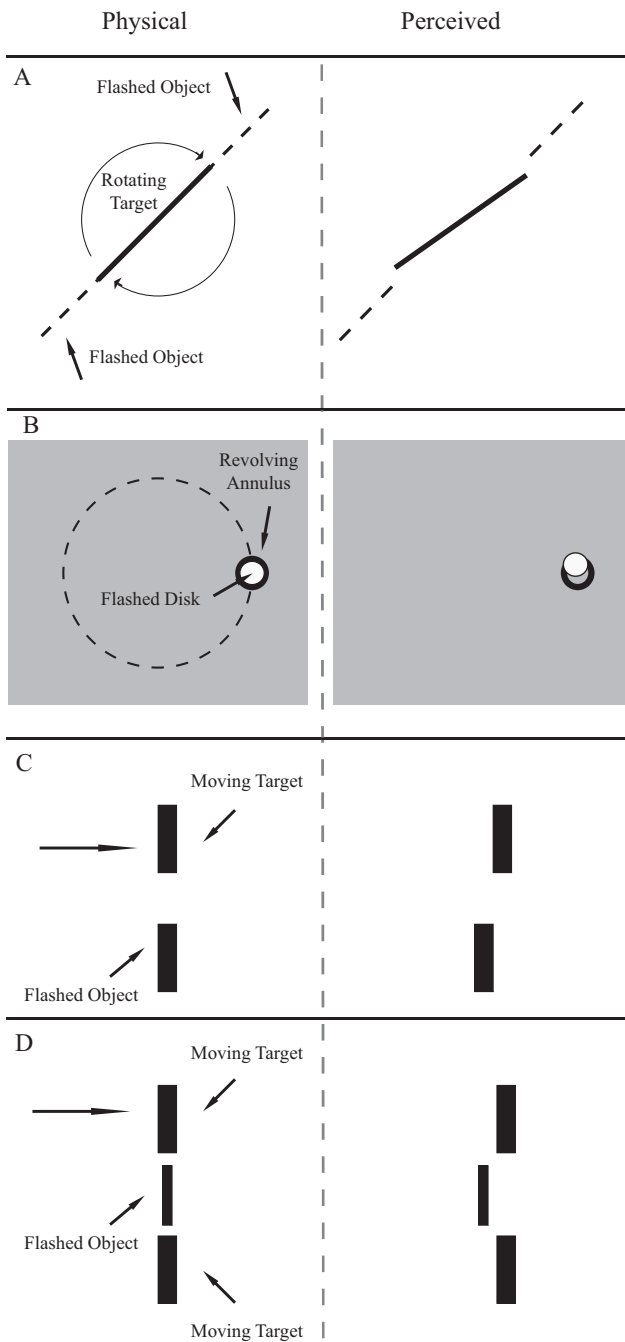 Physical
Perceived
A
Flashed Object
Rotating
Target
Flashed Object
B
Revolving
Annulus
Flashed Disk
C
Moving Target
Flashed Object
D
Moving Target
Flashed Object
Moving Target